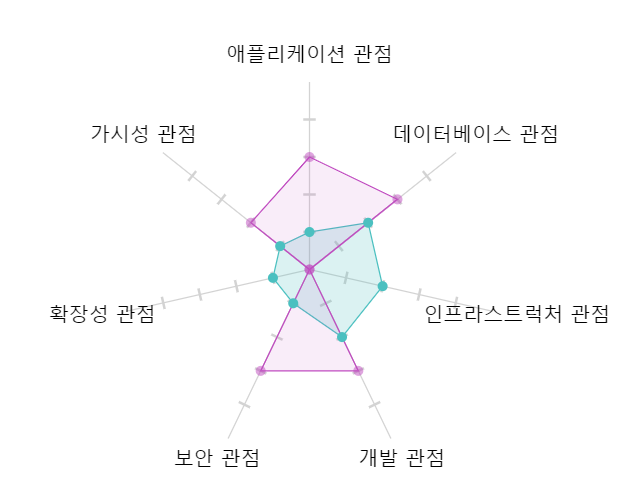 애플리케이션 관점
가시성 관점
데이터베이스 관점
확장성 관점
인프라스트럭처 관점
보안 관점
개발 관점